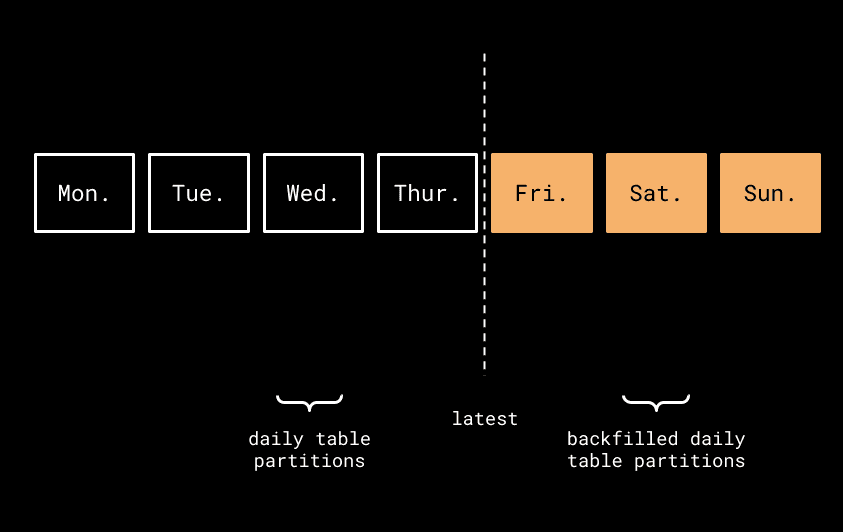 Mon. Tue. Wed. Thur. Fri. Sat. Sun.
latest
daily table
partitions
backfilled daily
table partitions